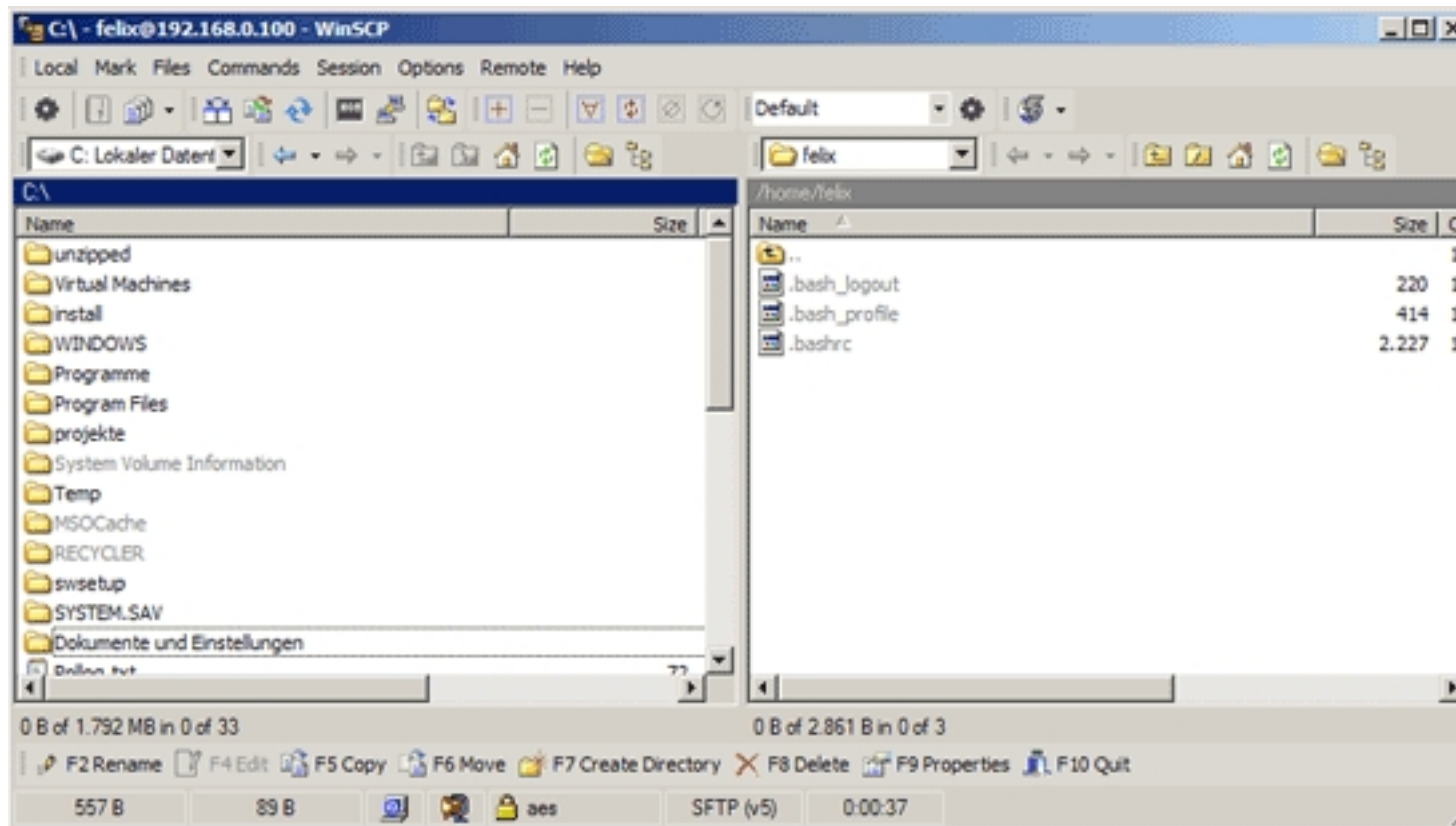 C:\ - felix@192.168.0.100 - WinSCP
Local Mark Files Commands Session Options Remote Help
Default
C: Lokaler Datent
felix
C:\
/home/felix
Name Size
Name Size
unzipped
Virtual Machines
install
WINDOWS
Programme
Program Files
projekte
System Volume Information
Temp
MSOCache
RECYCLER
swsetup
SYSTEM.SAV
Dokumente und Einstellungen
72
..
.bash_logout 220
.bash_profile 414
.bashrc 2.227
0 B of 1.792 MB in 0 of 33
0 B of 2.861 B in 0 of 3
F2 Rename F4 Edit F5 Copy F6 Move F7 Create Directory F8 Delete F9 Properties F10 Quit
557 B 89 B aes SFTP (v5) 0:00:37